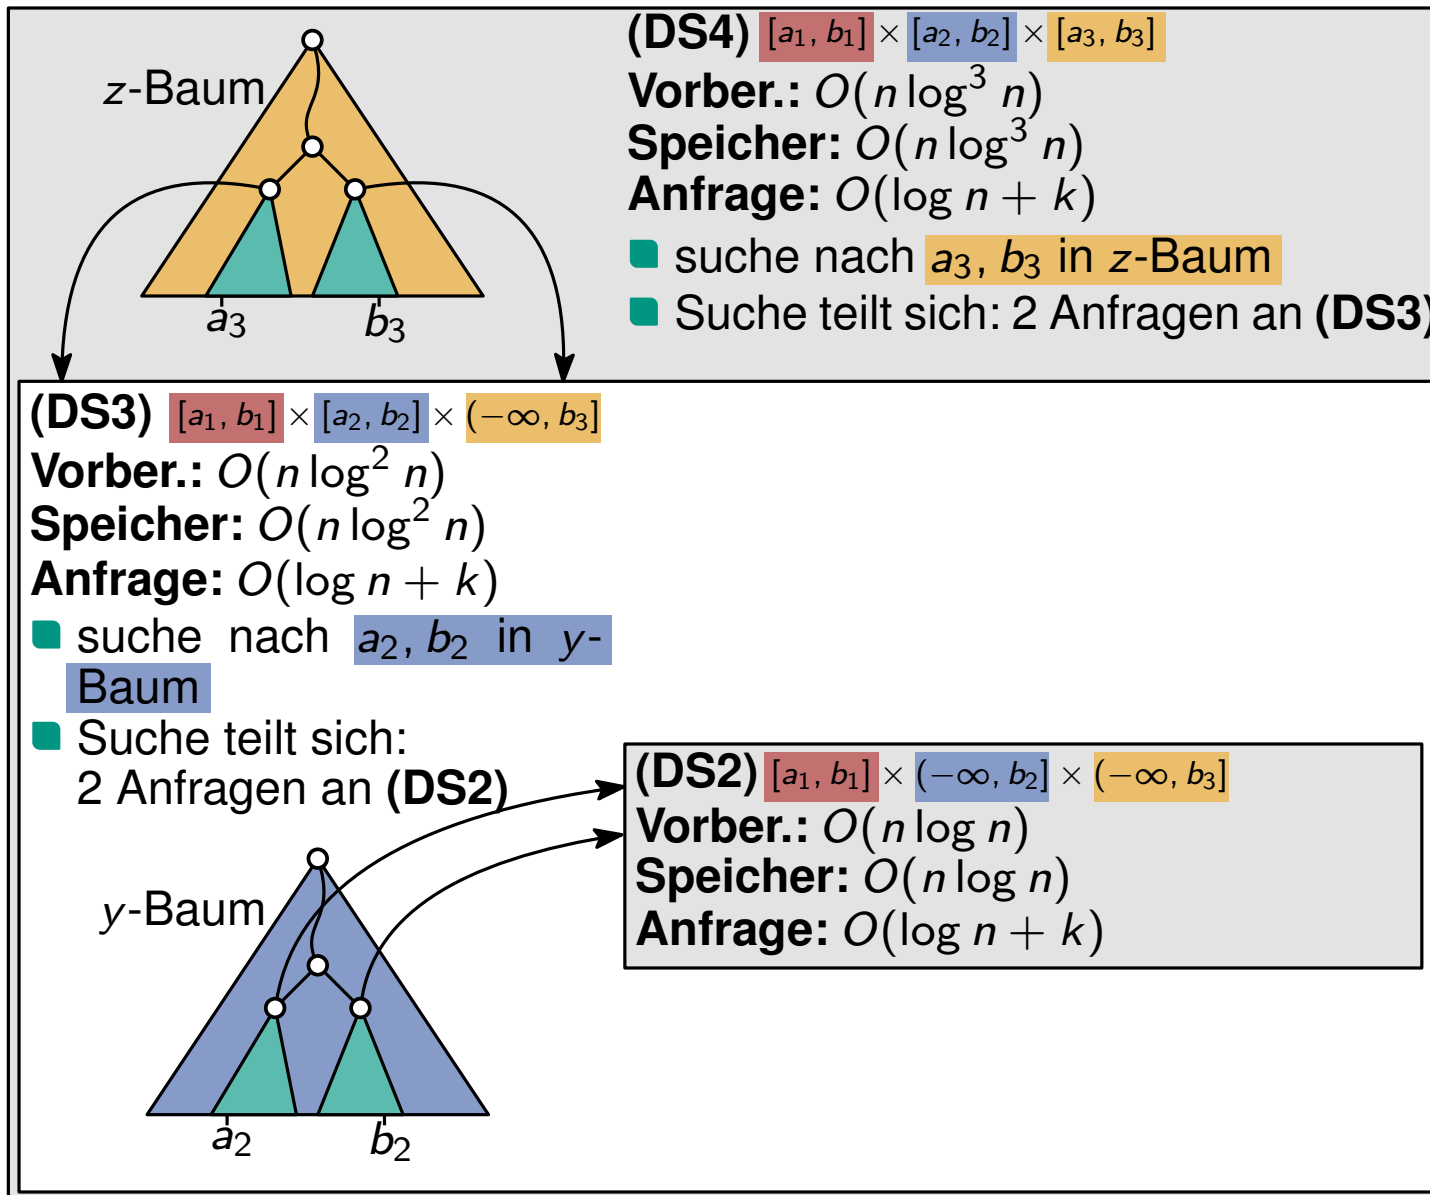 (DS4) [a₁, b₁] × [a₂, b₂] × [a₃, b₃]
z-Baum
Vorber.: O(n log³ n)
Speicher: O(n log³ n)
Anfrage: O(log n + k)
suche nach a₃, b₃ in z-Baum
Suche teilt sich: 2 Anfragen an (DS3)
a₃ b₃
(DS3) [a₁, b₁] × [a₂, b₂] × (−∞, b₃]
Vorber.: O(n log² n)
Speicher: O(n log² n)
Anfrage: O(log n + k)
suche nach a₂, b₂ in y-
Baum
Suche teilt sich:
2 Anfragen an (DS2)
(DS2) [a₁, b₁] × (−∞, b₂] × (−∞, b₃]
Vorber.: O(n log n)
Speicher: O(n log n)
Anfrage: O(log n + k)
y-Baum
a₂ b₂